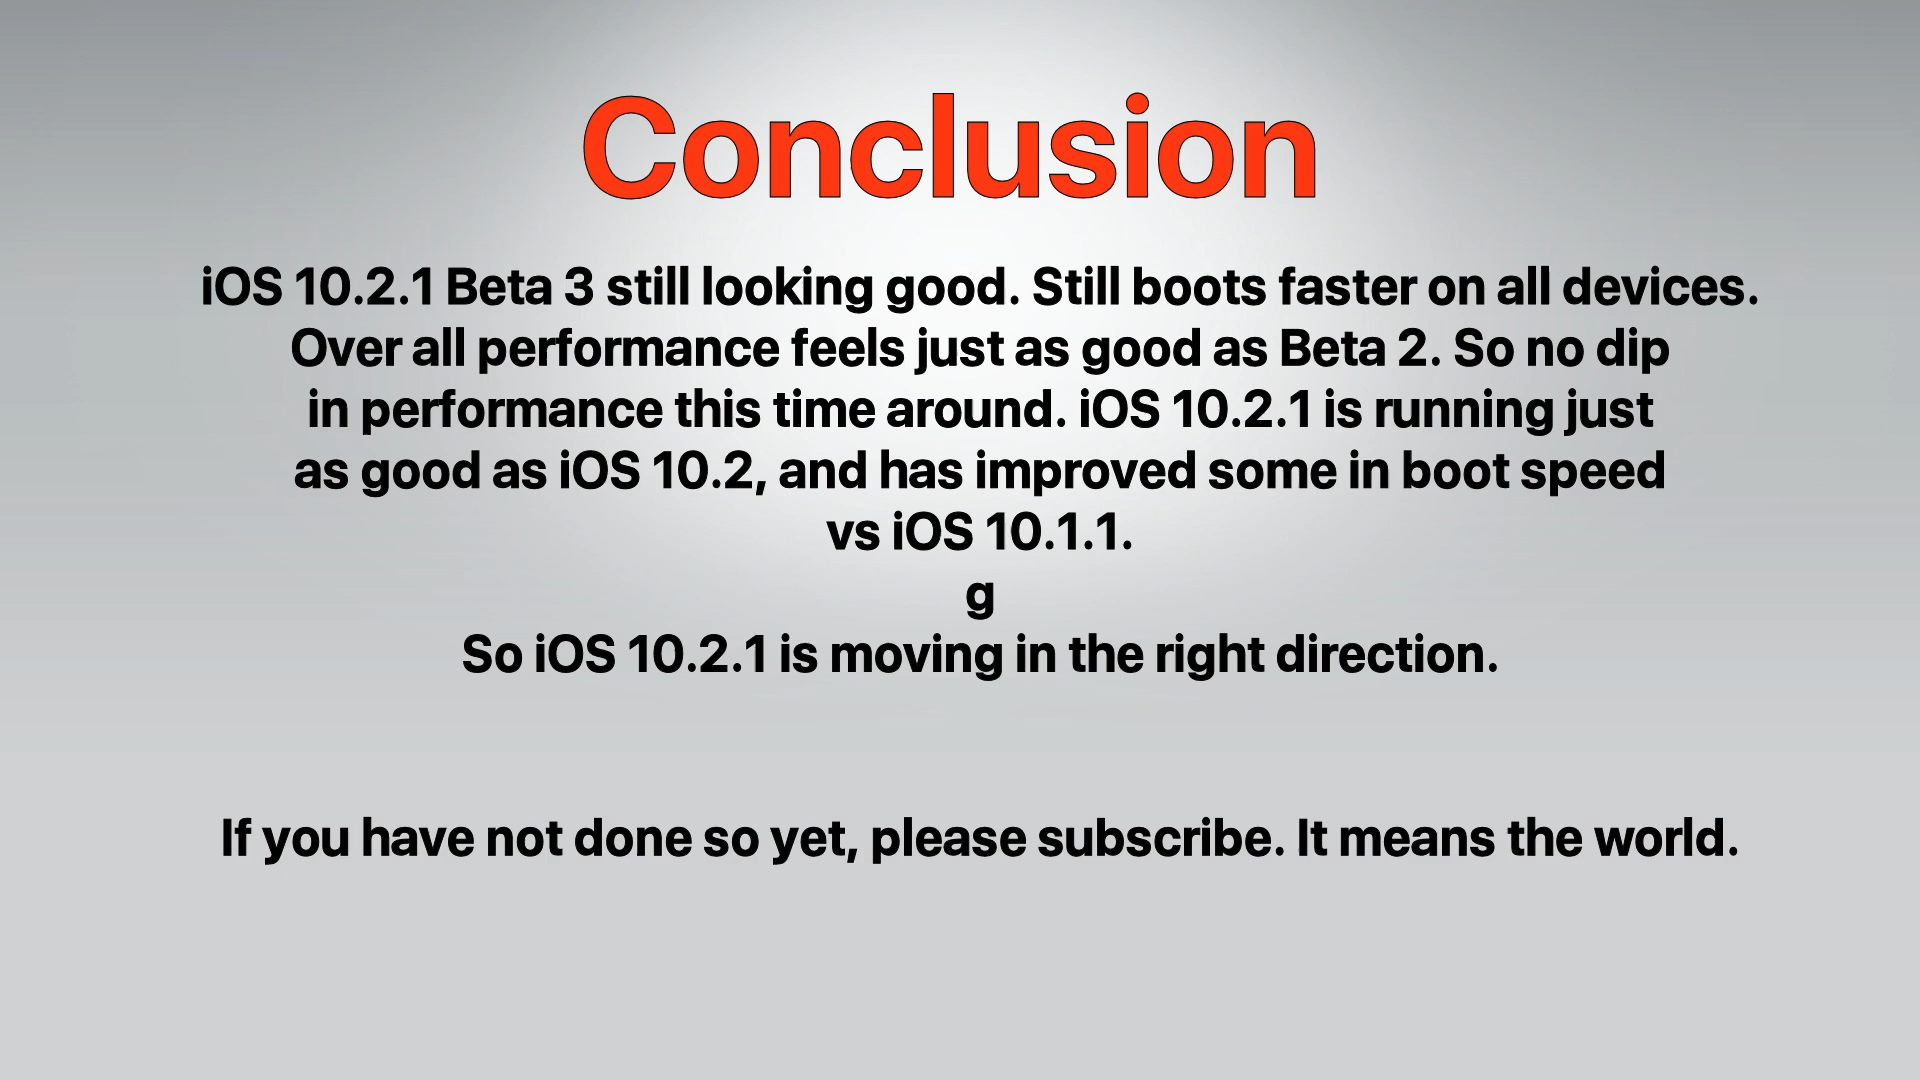 Conclusion
iOS 10.2.1 Beta 3 still looking good. Still boots faster on all devices.
Over all performance feels just as good as Beta 2. So no dip
in performance this time around. iOS 10.2.1 is running just
as good as iOS 10.2, and has improved some in boot speed
vs iOS 10.1.1.
g
So iOS 10.2.1 is moving in the right direction.
If you have not done so yet, please subscribe. It means the world.